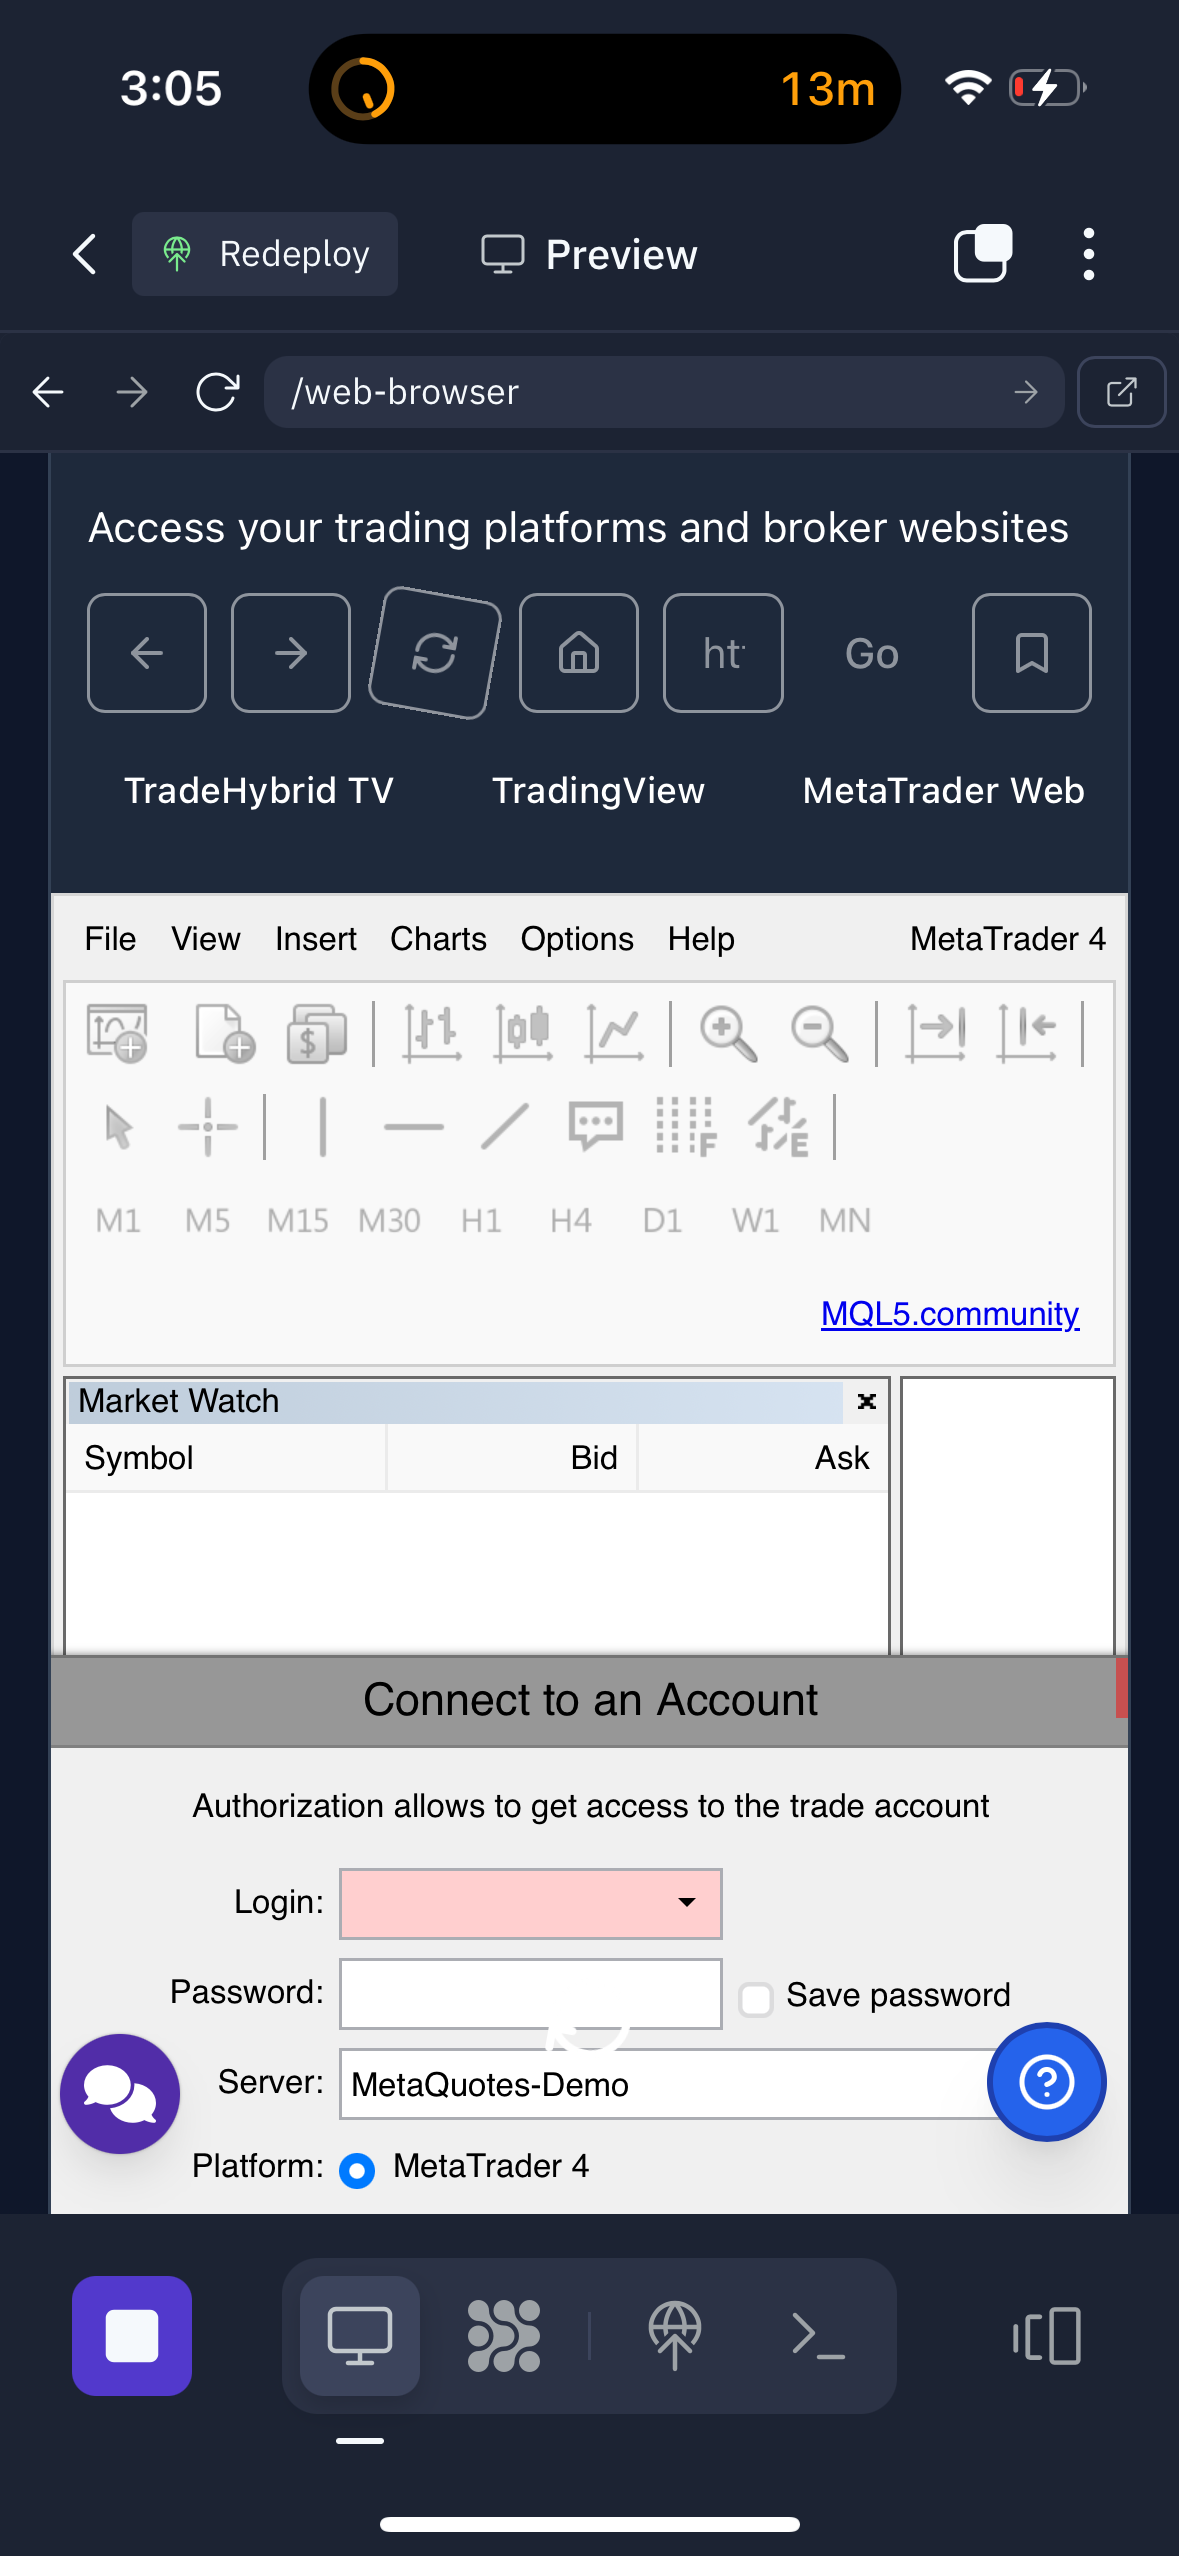 3:05
13m
Redeploy
Preview
/web-browser
Access your trading platforms and broker websites
Go
TradeHybrid TV TradingView MetaTrader Web
File View Insert Charts Options Help MetaTrader 4
$
F E
M1 M5 M15 M30 H1 H4 D1 W1 MN
MQL5.community
Market Watch
Symbol Bid Ask
Connect to an Account
Authorization allows to get access to the trade account
Login:
Password: Save password
Server: MetaQuotes-Demo
Platform: MetaTrader 4